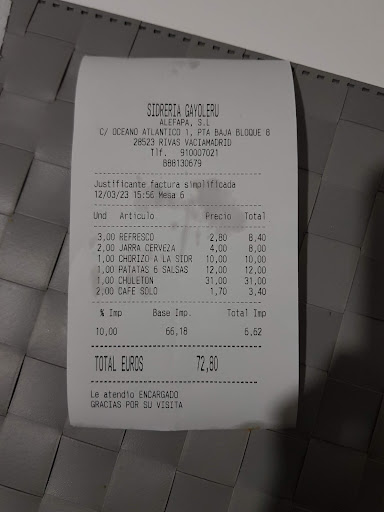 SIDRERIA GAYOLERU
ALEFAPA, S.L
C/ OCEANO ATLANTICO 1, PTA BAJA BLOQUE 8
28523 RIVAS VACIAMADRID
Tlf. 910007021
B88130679
Justificante factura simplificada
12/03/23 15:56 Mesa 6
Und Articulo Precio Total
3,00 REFRESCO 2,80 8,40
2,00 JARRA CERVEZA 4,00 8,00
1,00 CHORIZO A LA SIDR 10,00 10,00
1,00 PATATAS 6 SALSAS 12,00 12,00
1,00 CHULETON 31,00 31,00
2,00 CAFE SOLO 1,70 3,40
% Imp Base Imp. Total Imp
10,00 66,18 6,62
TOTAL EUROS 72,80
Le atendio ENCARGADO
GRACIAS POR SU VISITA